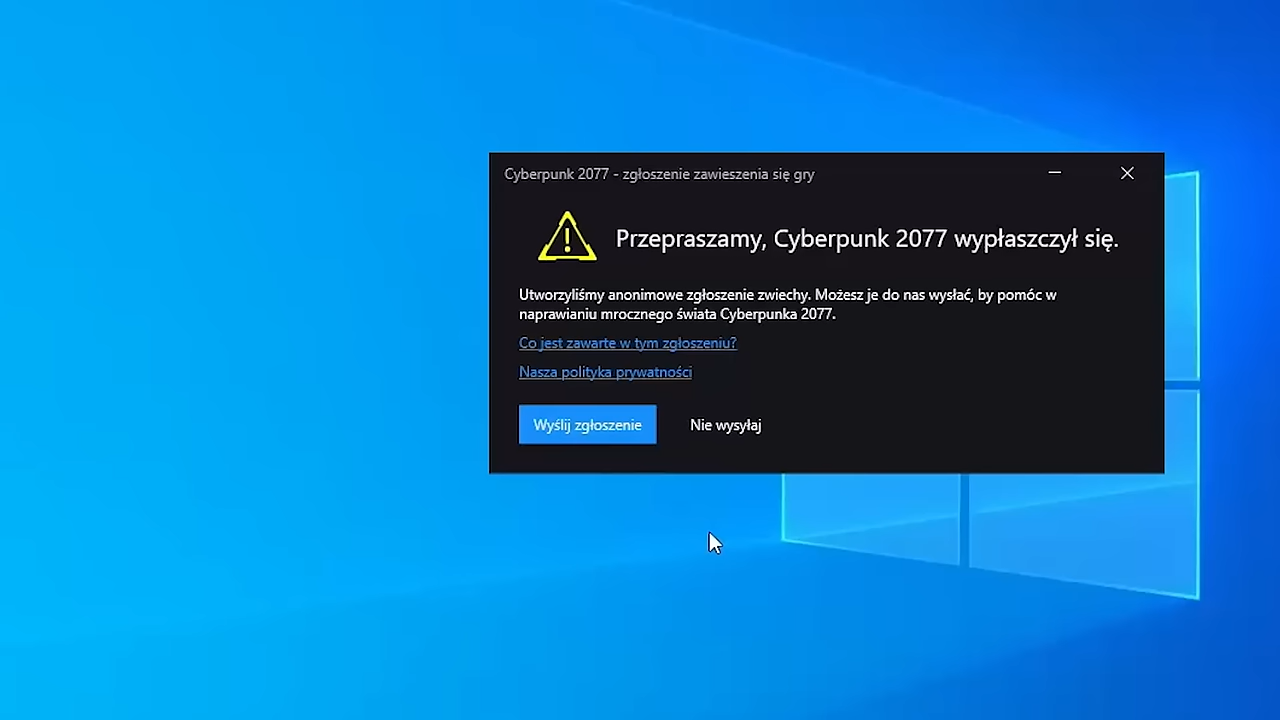 Cyberpunk 2077 - zgłoszenie zawieszenia się gry
Przepraszamy, Cyberpunk 2077 wypłaszczył się.
Utworzyliśmy anonimowe zgłoszenie zwiechy. Możesz je do nas wysłać, by pomóc w
naprawianiu mrocznego świata Cyberpunka 2077.
Co jest zawarte w tym zgłoszeniu?
Nasza polityka prywatności
Wyślij zgłoszenie Nie wysyłaj